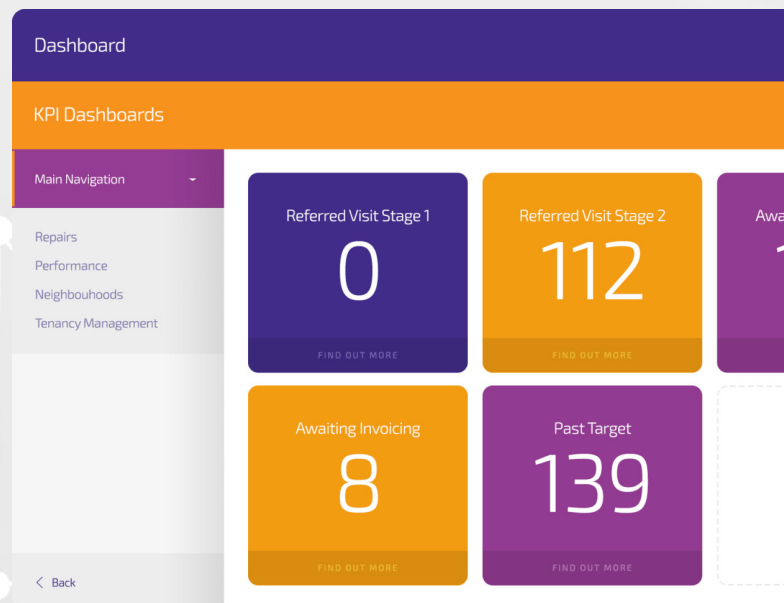 Dashboard
KPI Dashboards
Main Navigation
Repairs
Performance
Neighbouhoods
Tenancy Management
Back
Referred Visit Stage 1
0
FIND OUT MORE
Referred Visit Stage 2
112
FIND OUT MORE
Awaiting Invoicing
8
FIND OUT MORE
Past Target
139
FIND OUT MORE